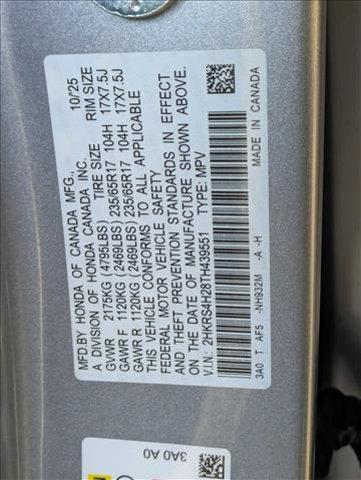 MFD.BY HONDA OF CANADA MFG., 10/25
A DIVISION OF HONDA CANADA INC.
TIRE SIZE RIM SIZE
GVWR 2175KG (4795LBS)
GAWR F 1120KG (2469LBS) 235/65R17 104H 17X7.5J
GAWR R 1120KG (2469LBS) 235/65R17 104H 17X7.5J
THIS VEHICLE CONFORMS TO ALL APPLICABLE
FEDERAL MOTOR VEHICLE SAFETY
AND THEFT PREVENTION STANDARDS IN EFFECT
ON THE DATE OF MANUFACTURE SHOWN ABOVE.
V.I.N.: 2HKRS4H28TH439551 TYPE: MPV
3A0 T AF5 -NH932M -A -H MADE IN CANADA
3A0 A0